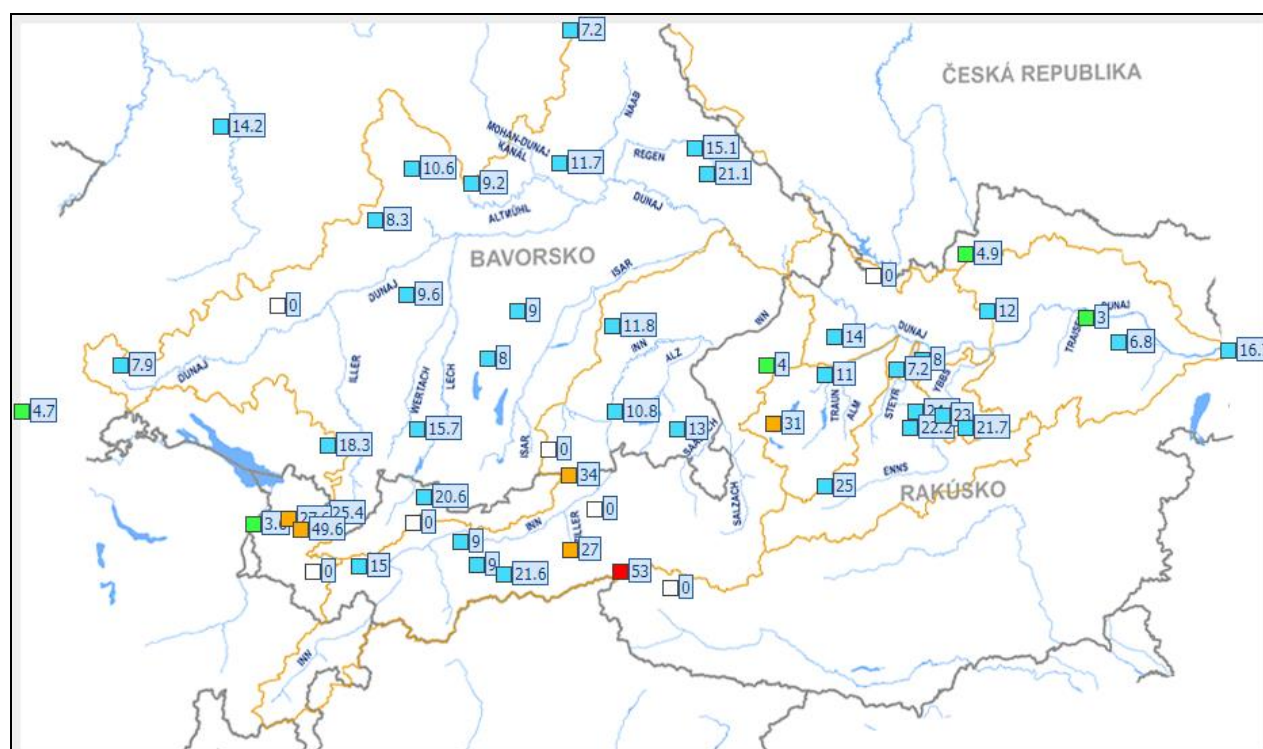 7.2
ČESKÁ REPUBLIKA
14.2
NAAB
MOHAN-DUNAJ
KANÁL
15.1
10.6
11.7
REGEN
21.1
9.2
DUNAJ
ALTMÜHL
8.3
BAVORSKO
4.9
ISAR
0
DUNAJ
9.6
0
9
12
DUNAJ
3
INN
11.8
14
DUNAJ
TRAISEN
6.8
INN
ALZ
8
7.9
DUNAJ
ILLER
8
4
7.2
11
YBBS
WERTACH
LECH
TRAUN
ALM
STEYR
4.7
10.8
23
31
22.2
21.7
15.7
13
ISAR
18.3
0
ENNS
34
25
RAKÚSKO
20.6
SALZACH
0
25.4
0
INN
49.6
9
27
15
9
21.6
53
0
0
INN